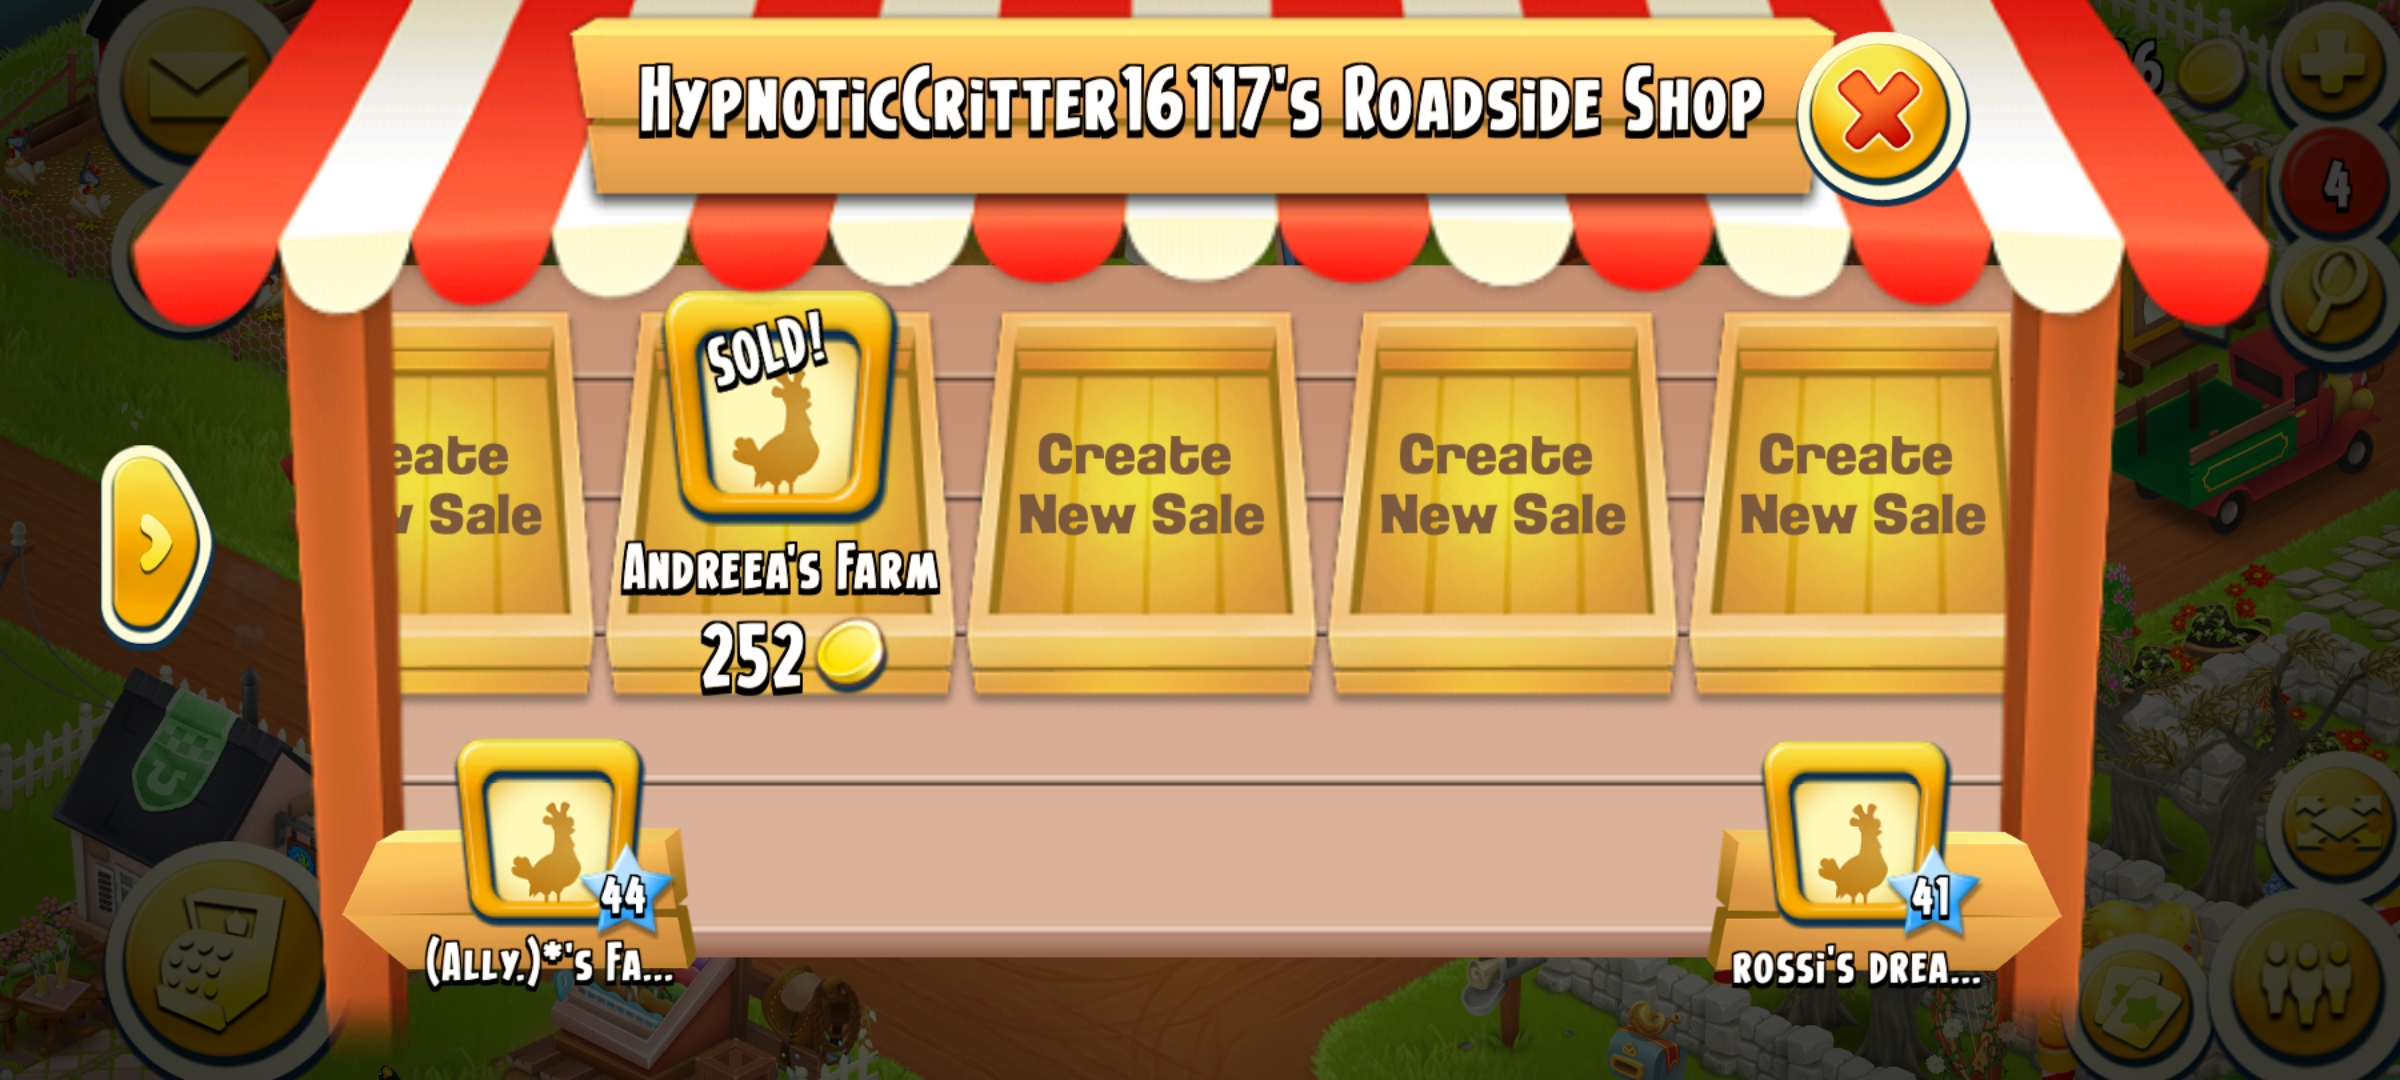 HypnoticCritter16117's Roadside Shop
4
SOLD!
eate
Sale
Andreea's Farm
252
Create
New Sale
Create
New Sale
Create
New Sale
44
(Ally.)*'s Fa...
41
ROSSi's DREA...